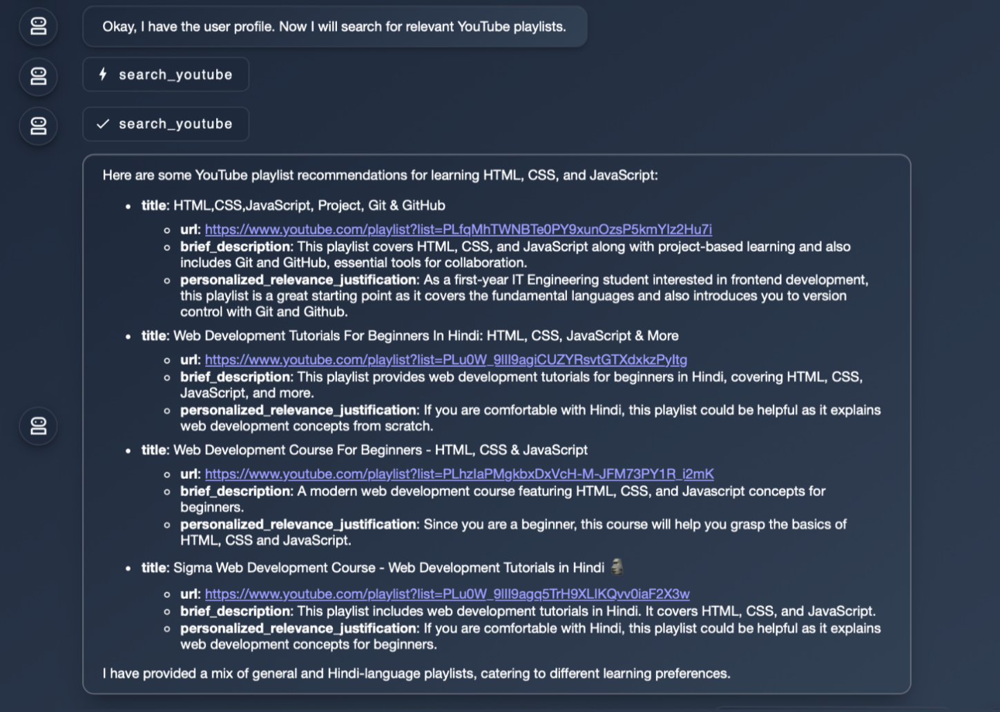 Okay, I have the user profile. Now I will search for relevant YouTube playlists.
search_youtube
search_youtube
Here are some YouTube playlist recommendations for learning HTML, CSS, and JavaScript:
title: HTML,CSS,JavaScript, Project, Git & GitHub
url: https://www.youtube.com/playlist?list=PLfqMhTWNBTe0PY9xunOzsP5kmYIz2Hu7i
brief_description: This playlist covers HTML, CSS, and JavaScript along with project-based learning and also
includes Git and GitHub, essential tools for collaboration.
personalized_relevance_justification: As a first-year IT Engineering student interested in frontend development,
this playlist is a great starting point as it covers the fundamental languages and also introduces you to version
control with Git and Github.
title: Web Development Tutorials For Beginners In Hindi: HTML, CSS, JavaScript & More
url: https://www.youtube.com/playlist?list=PLu0W_9lII9agiCUZYRsvtGTXdxkzPyItg
brief_description: This playlist provides web development tutorials for beginners in Hindi, covering HTML, CSS,
JavaScript, and more.
personalized_relevance_justification: If you are comfortable with Hindi, this playlist could be helpful as it explains
web development concepts from scratch.
title: Web Development Course For Beginners - HTML, CSS & JavaScript
url: https://www.youtube.com/playlist?list=PLhzIaPMgkbxDxVcH-M-JFM73PY1R_i2mK
brief_description: A modern web development course featuring HTML, CSS, and Javascript concepts for
beginners.
personalized_relevance_justification: Since you are a beginner, this course will help you grasp the basics of
HTML, CSS and JavaScript.
title: Sigma Web Development Course - Web Development Tutorials in Hindi 🗿
url: https://www.youtube.com/playlist?list=PLu0W_9lII9agq5TrH9XLIKQvv0iaF2X3w
brief_description: This playlist includes web development tutorials in Hindi. It covers HTML, CSS, and JavaScript.
personalized_relevance_justification: If you are comfortable with Hindi, this playlist could be helpful as it explains
web development concepts for beginners.
I have provided a mix of general and Hindi-language playlists, catering to different learning preferences.